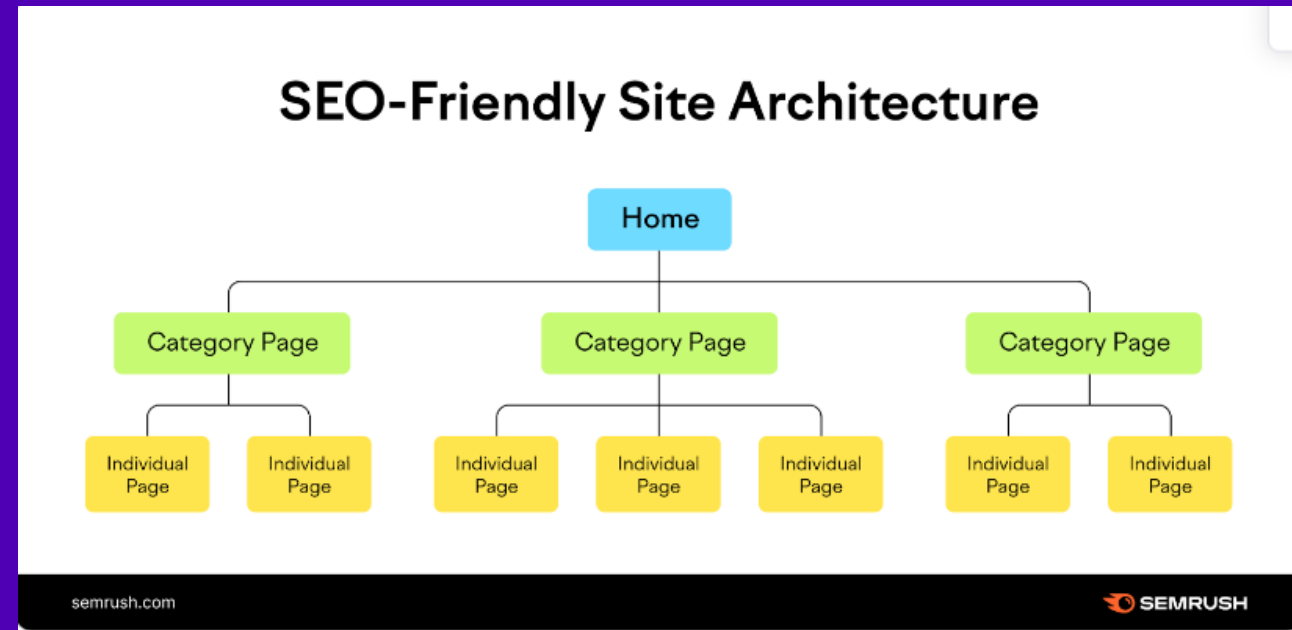 SEO-Friendly Site Architecture
Home
Category Page
Category Page
Category Page
Individual
Page
Individual
Page
Individual
Page
Individual
Page
Individual
Page
Individual
Page
Individual
Page
semrush.com
SEMRUSH